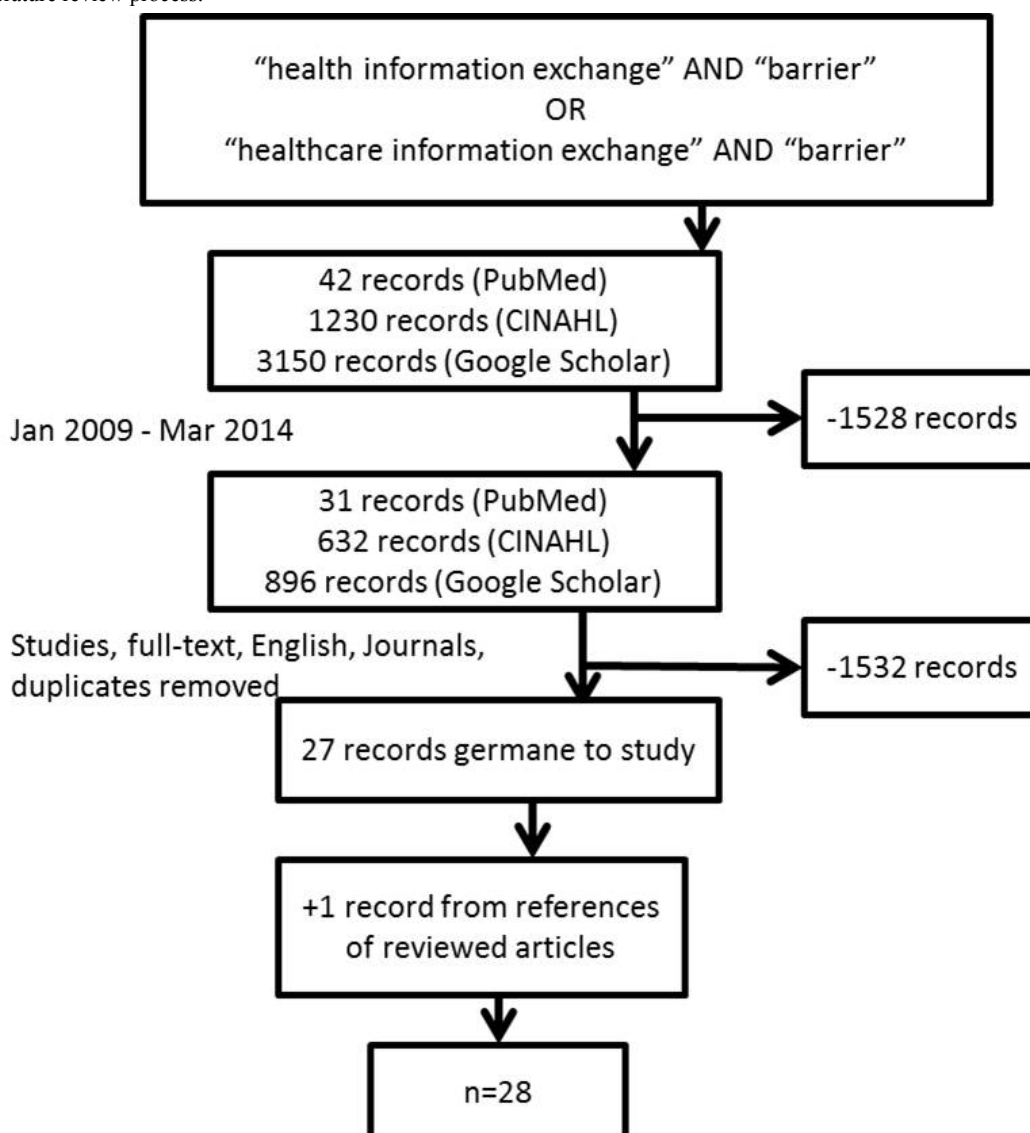 review process.
“health information exchange” AND “barrier”
OR
“healthcare information exchange” AND “barrier”
42 records (PubMed)
1230 records (CINAHL)
3150 records (Google Scholar)
-1528 records
Jan 2009 - Mar 2014
31 records (PubMed)
632 records (CINAHL)
896 records (Google Scholar)
Studies, full-text, English, Journals,
duplicates removed
-1532 records
27 records germane to study
+1 record from references
of reviewed articles
n=28